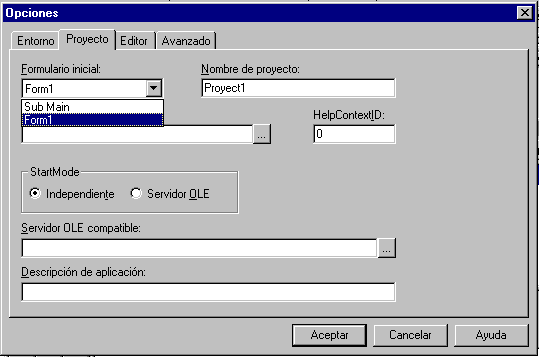 Opciones
Entorno Proyecto Editor Avanzado
Formulario inicial: Nombre de proyecto:
Form1 Proyect1
Sub Main
Form1
HelpContextID:
... 0
StartMode
Independiente Servidor OLE
Servidor OLE compatible:
...
Descripción de aplicación:
Aceptar Cancelar Ayuda